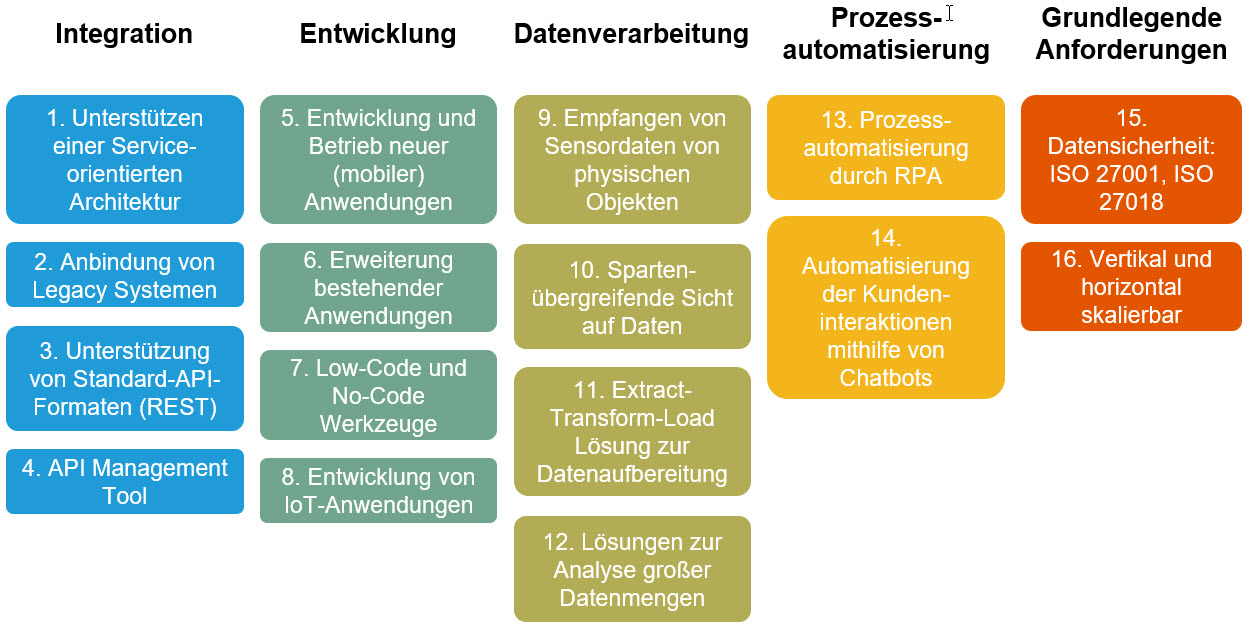 Integration
1. Unterstützen
einer Service-
orientierten
Architektur
2. Anbindung von
Legacy Systemen
3. Unterstützung
von Standard-API-
Formaten (REST)
4. API Management
Tool
Entwicklung
5. Entwicklung und
Betrieb neuer
(mobiler)
Anwendungen
6. Erweiterung
bestehender
Anwendungen
7. Low-Code und
No-Code
Werkzeuge
8. Entwicklung von
IoT-Anwendungen
Datenverarbeitung
9. Empfangen von
Sensordaten von
physischen
Objekten
10. Sparten-
übergreifende Sicht
auf Daten
11. Extract-
Transform-Load
Lösung zur
Datenaufbereitung
12. Lösungen zur
Analyse großer
Datenmengen
Prozess-
automatisierung
13. Prozess-
automatisierung
durch RPA
14.
Automatisierung
der Kunden-
interaktionen
mithilfe von
Chatbots
Grundlegende
Anforderungen
15.
Datensicherheit:
ISO 27001, ISO
27018
16. Vertikal und
horizontal
skalierbar